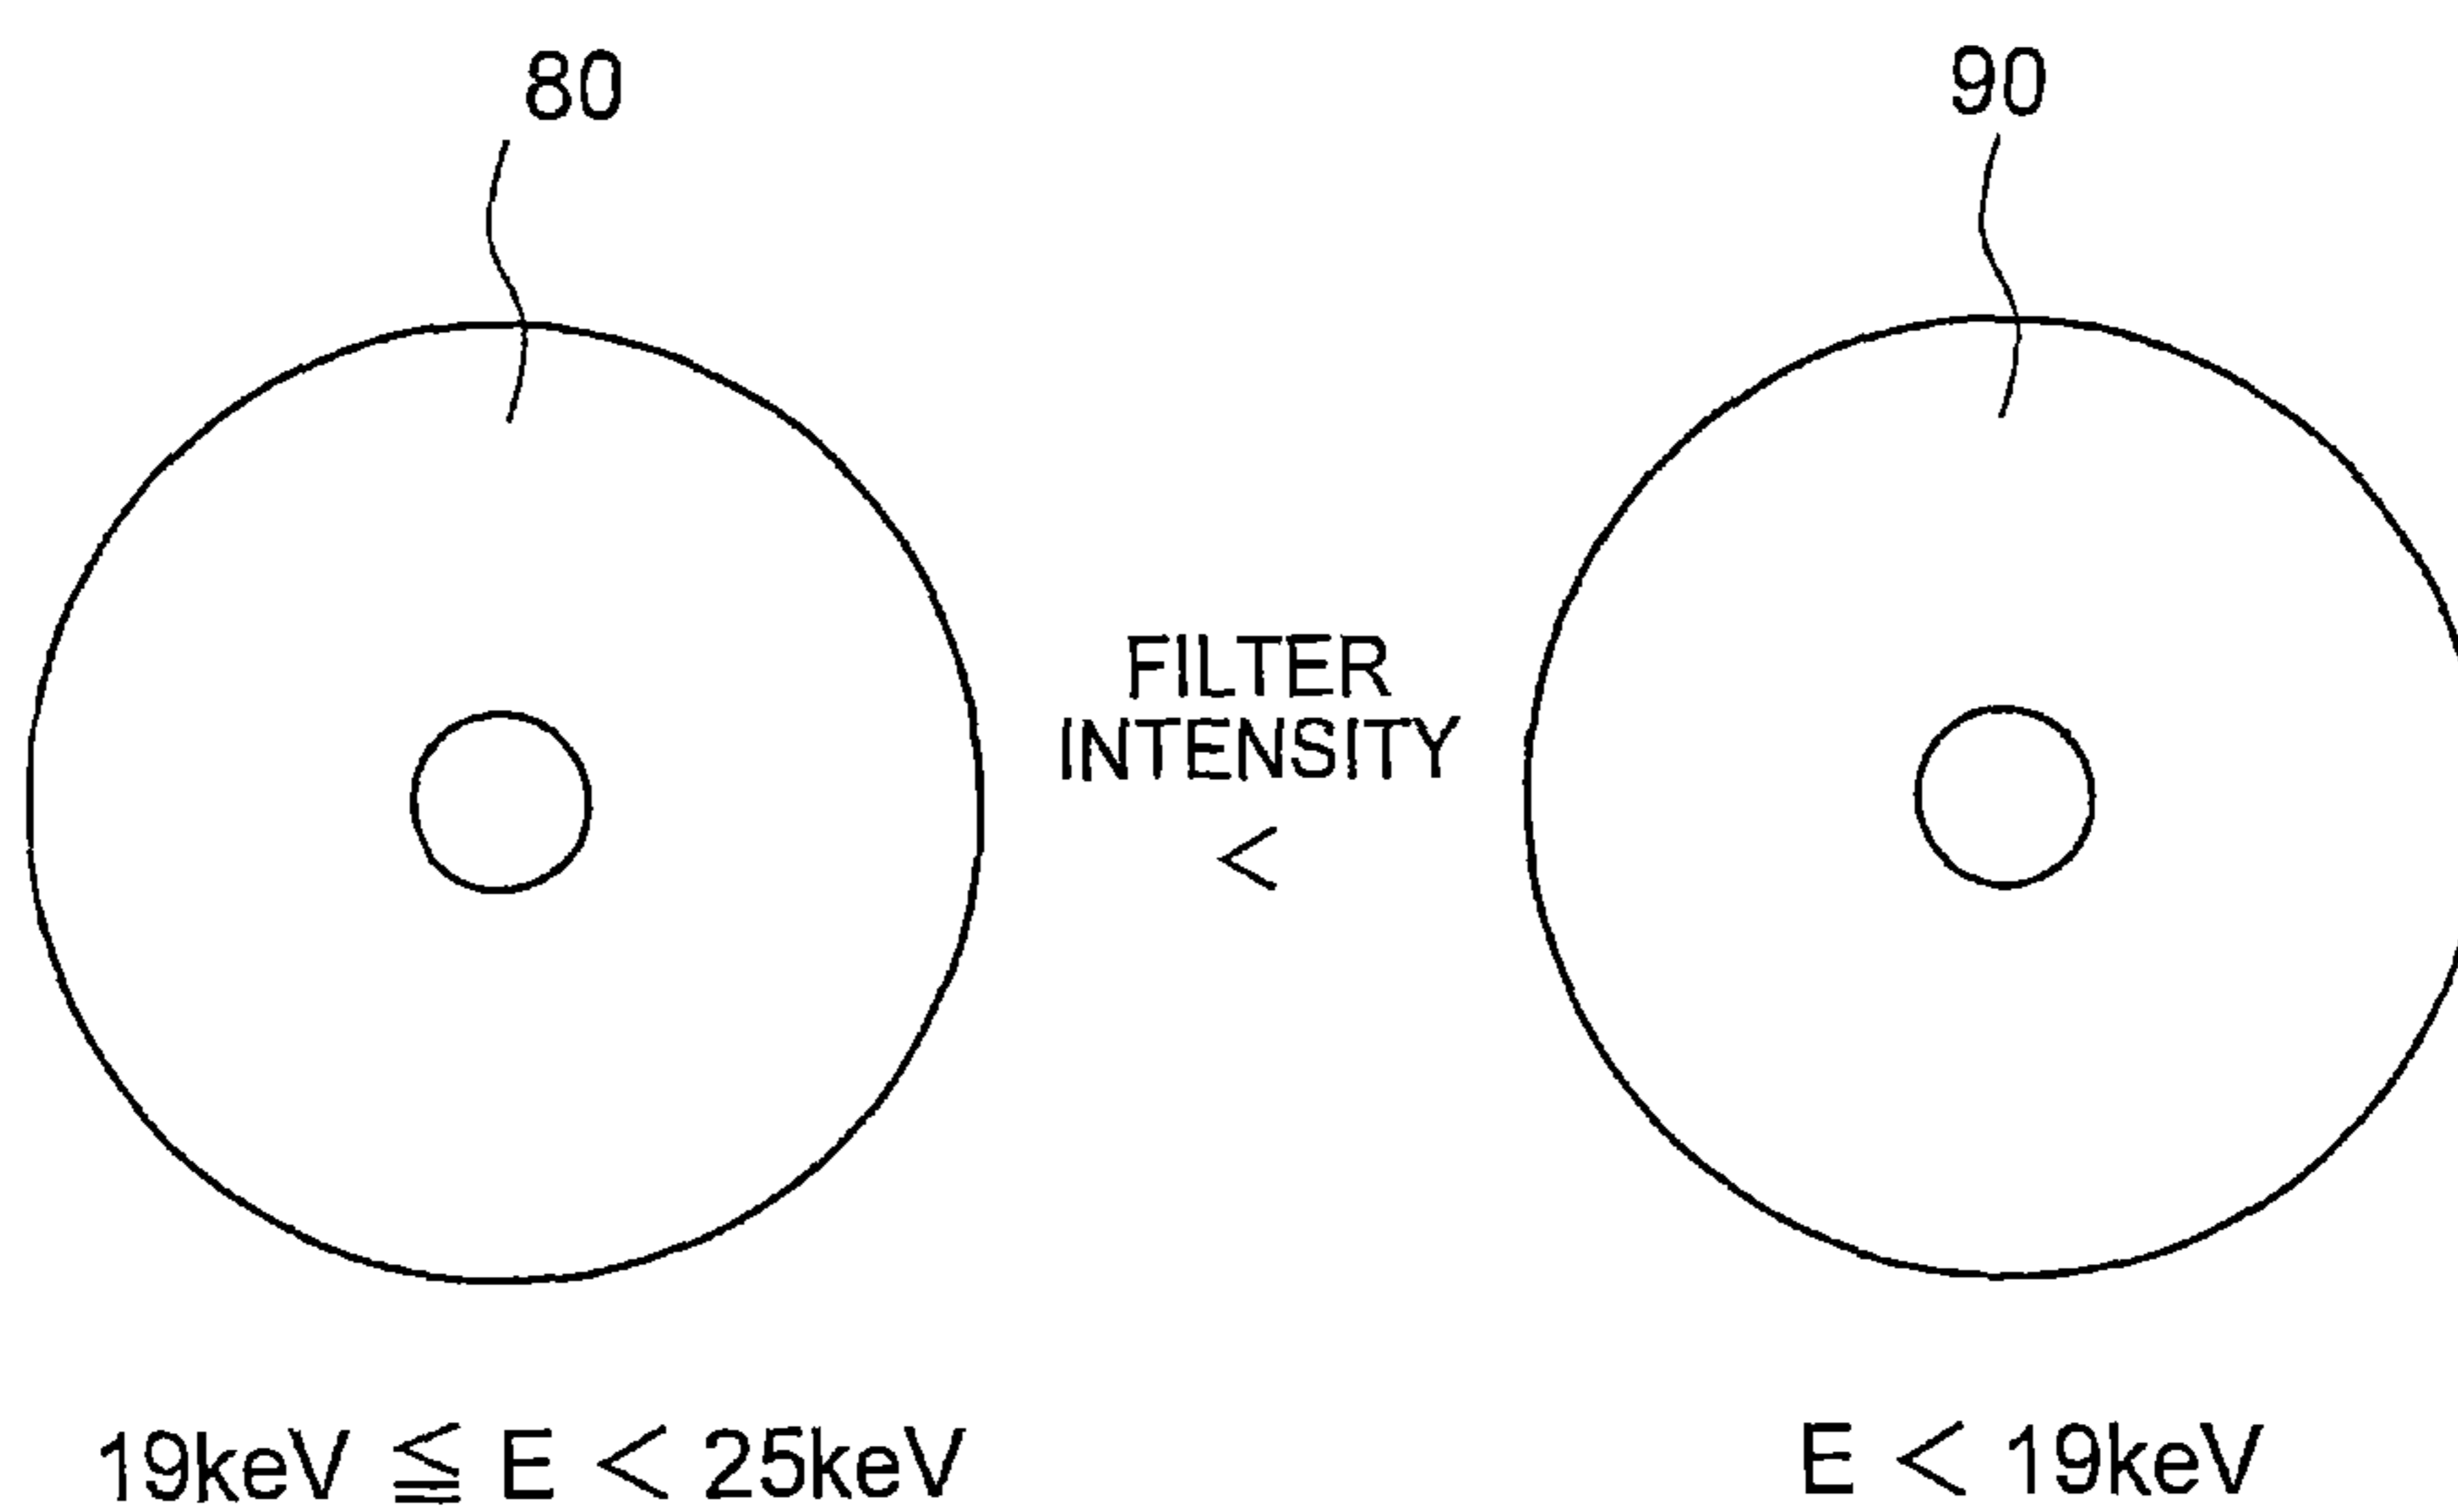 80
90
FILTER
INTENSITY
<
19keV ≦ E < 25keV
E < 19keV